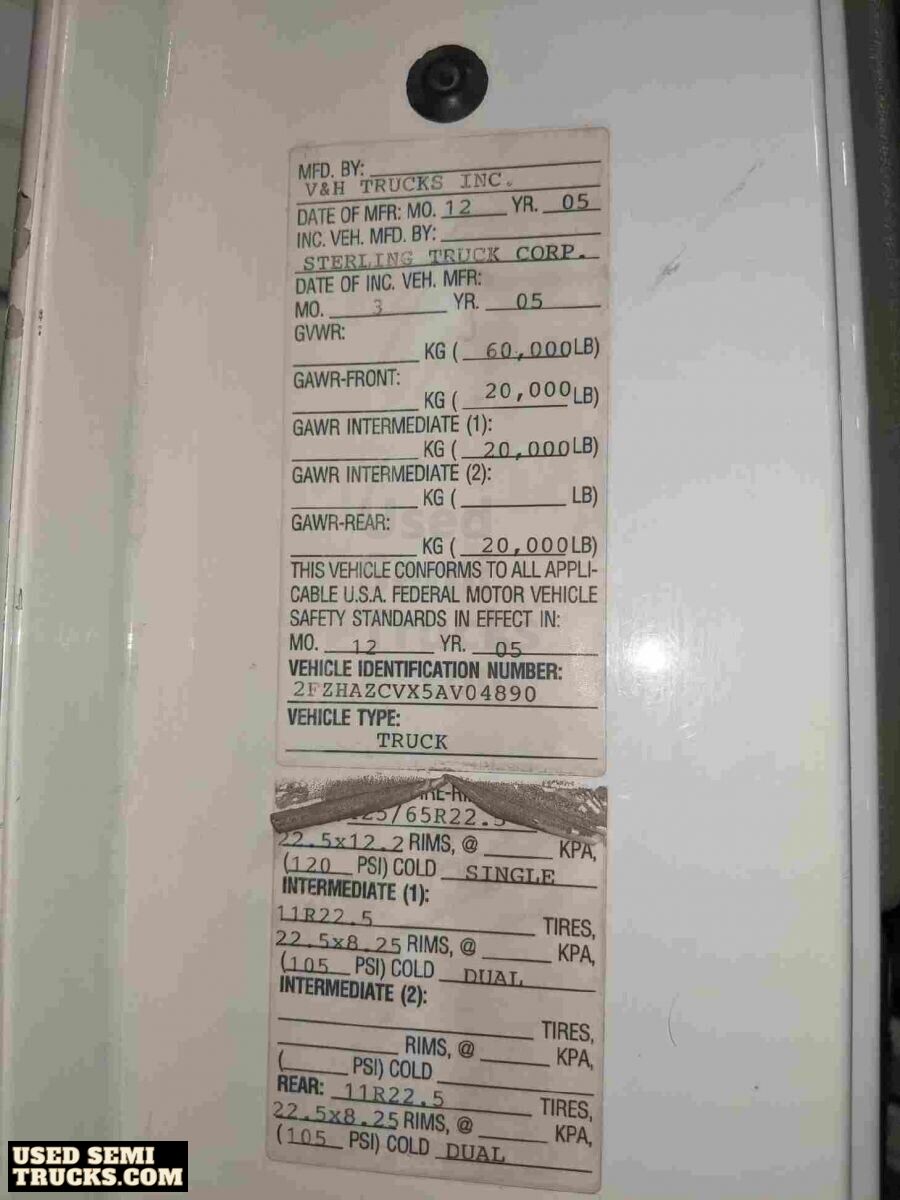 MFD. BY:
V&H TRUCKS INC.
DATE OF MFR: MO. 12 YR. 05
INC. VEH. MFD. BY:
STERLING TRUCK CORP.
DATE OF INC. VEH. MFR:
MO. 3 YR. 05
GVWR:
KG ( 60,000 LB)
GAWR-FRONT:
KG ( 20,000 LB)
GAWR INTERMEDIATE (1):
KG ( 20,000 LB)
GAWR INTERMEDIATE (2):
KG ( LB)
Used
GAWR-REAR:
KG ( 20,000 LB)
THIS VEHICLE CONFORMS TO ALL APPLI-
CABLE U.S.A. FEDERAL MOTOR VEHICLE
SAFETY STANDARDS IN EFFECT IN:
MO. 12 YR. 05
VEHICLE IDENTIFICATION NUMBER:
2FZHAZCVX5AV04890
VEHICLE TYPE:
TRUCK
/65R22.5
22.5x12.2 RIMS, @ KPA,
(120 PSI) COLD SINGLE
INTERMEDIATE (1):
11R22.5 TIRES,
22.5x8.25 RIMS, @ KPA,
(105 PSI) COLD DUAL
INTERMEDIATE (2):
TIRES,
RIMS, @ KPA,
( PSI) COLD
REAR: 11R22.5 TIRES,
22.5x8.25 RIMS, @ KPA,
(105 PSI) COLD DUAL
USED SEMI
TRUCKS.COM